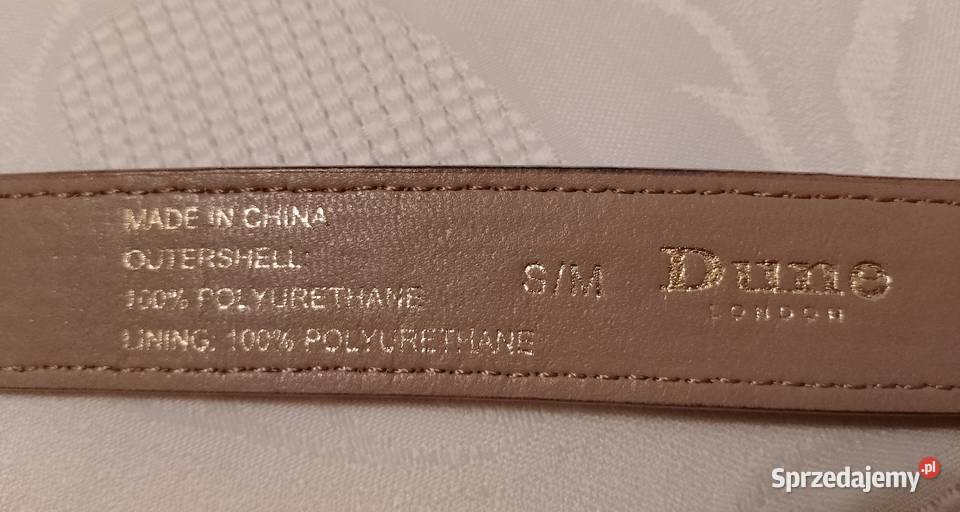 MADE IN CHINA
OUTERSHELL:
100% POLYURETHANE
LINING: 100% POLYURETHANE
S/M
Dune
LONDON
Sprzedajemy.pl